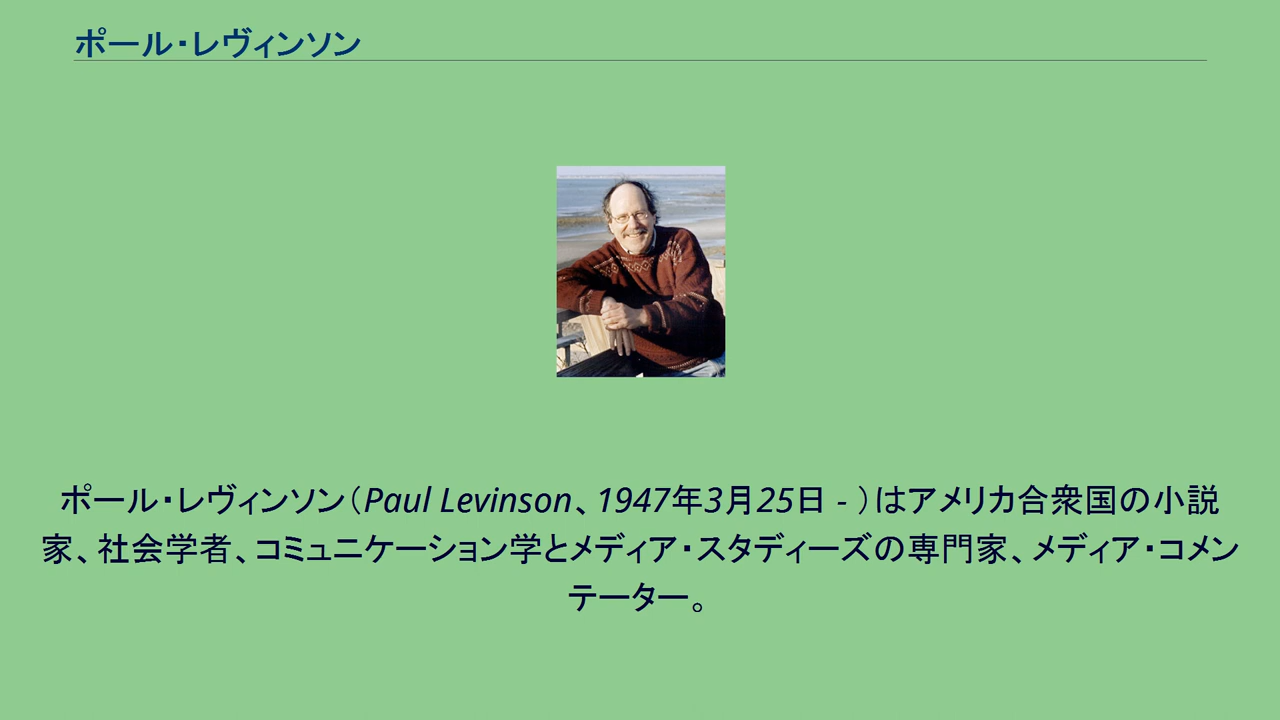 ポール・レヴィンソン
ポール・レヴィンソン（Paul Levinson、1947年3月25日 - ）はアメリカ合衆国の小説
家、社会学者、コミュニケーション学とメディア・スタディーズの専門家、メディア・コメン
テーター。